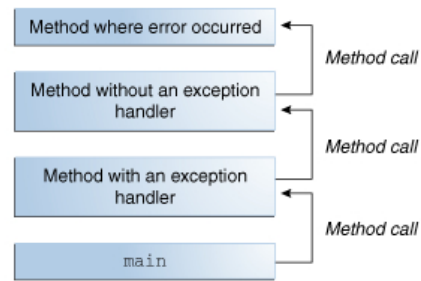 Method where error occurred
Method call
Method without an exception
handler
Method call
Method with an exception
handler
Method call
main